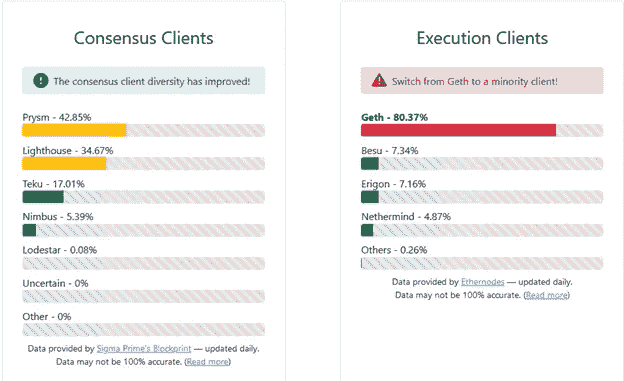 Consensus Clients
The consensus client diversity has improved!
Prysm - 42.85%
Lighthouse - 34.67%
Teku - 17.01%
Nimbus - 5.39%
Lodestar - 0.08%
Uncertain - 0%
Other - 0%
Data provided by Sigma Prime's Blockprint — updated daily.
Data may not be 100% accurate. (Read more)
Execution Clients
Switch from Geth to a minority client!
Geth - 80.37%
Besu - 7.34%
Erigon - 7.16%
Nethermind - 4.87%
Others - 0.26%
Data provided by Ethernodes — updated daily.
Data may not be 100% accurate. (Read more)